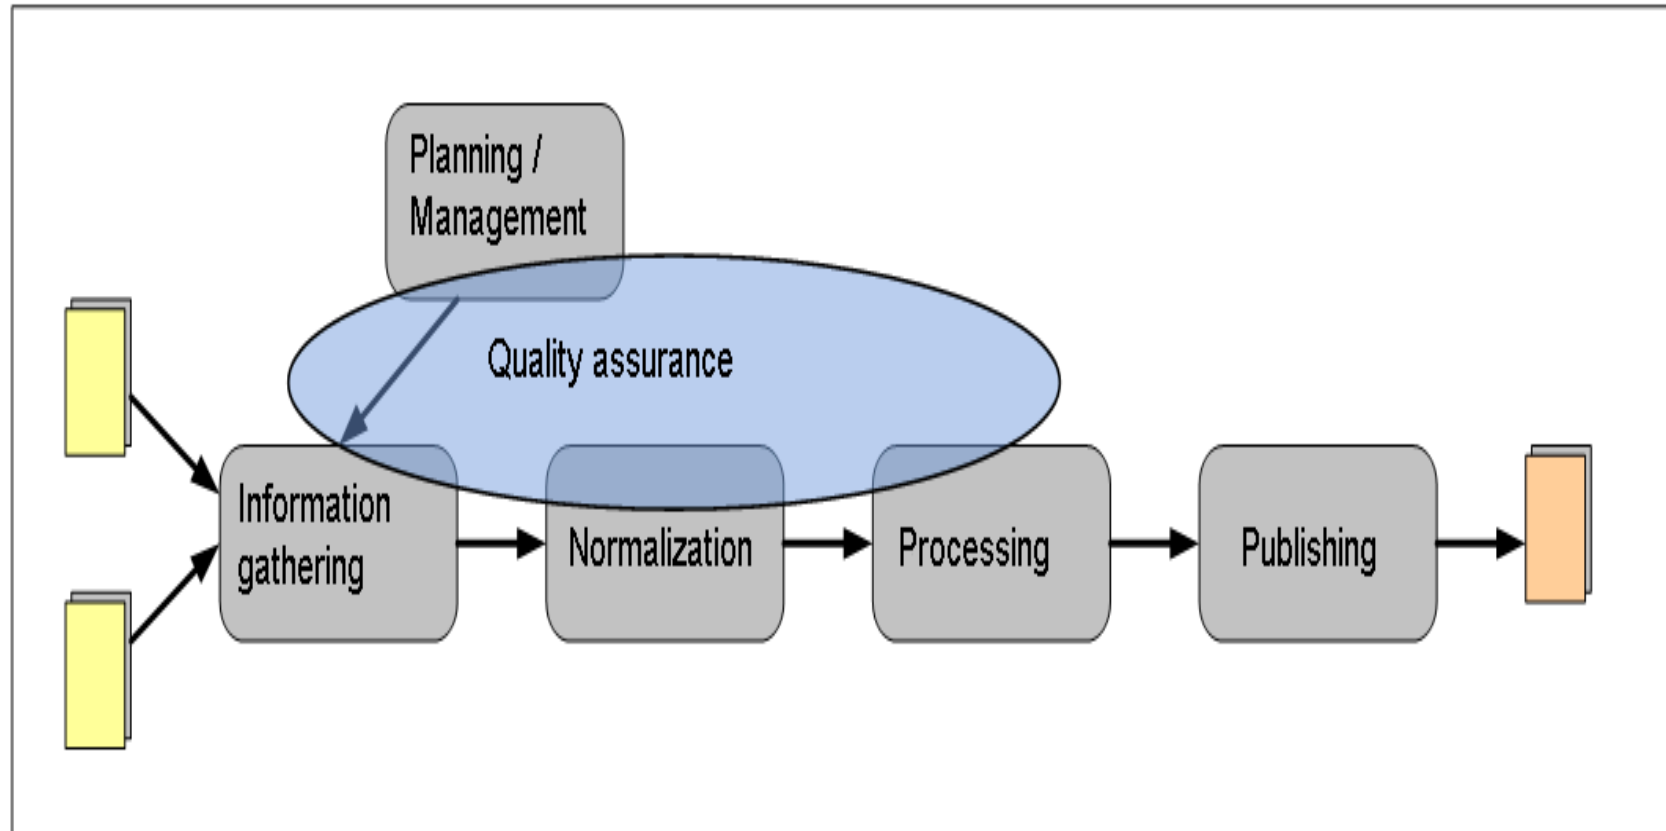 Planning /
Management
Quality assurance
Information
gathering
Normalization
Processing
Publishing